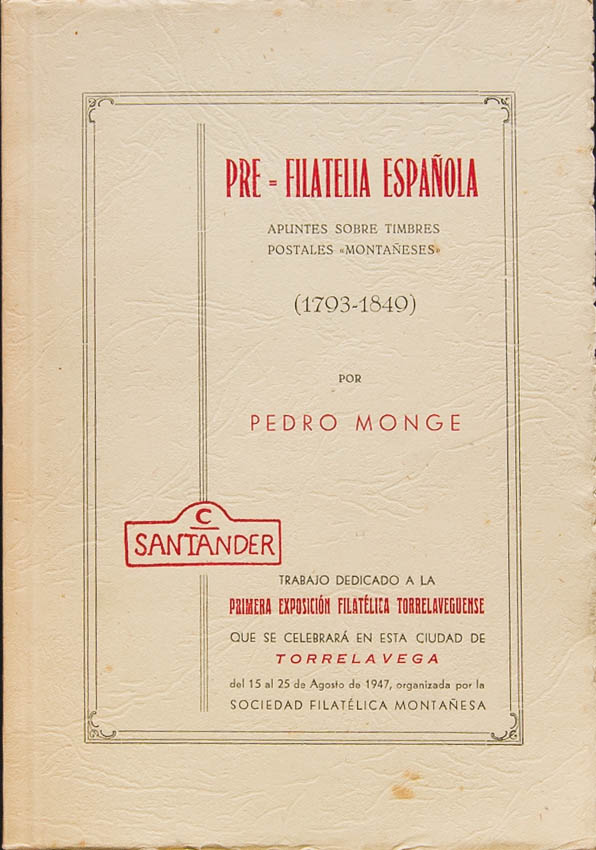 PRE = FILATELIA ESPAÑOLA
APUNTES SOBRE TIMBRES
POSTALES «MONTAÑESES»
(1793-1849)
POR
PEDRO MONGE
C
SANTANDER
TRABAJO DEDICADO A LA
PRIMERA EXPOSICIÓN FILATÉLICA TORRELAVEGUENSE
QUE SE CELEBRARÁ EN ESTA CIUDAD DE
TORRELAVEGA
del 15 al 25 de Agosto de 1947, organizada por la
SOCIEDAD FILATÉLICA MONTAÑESA